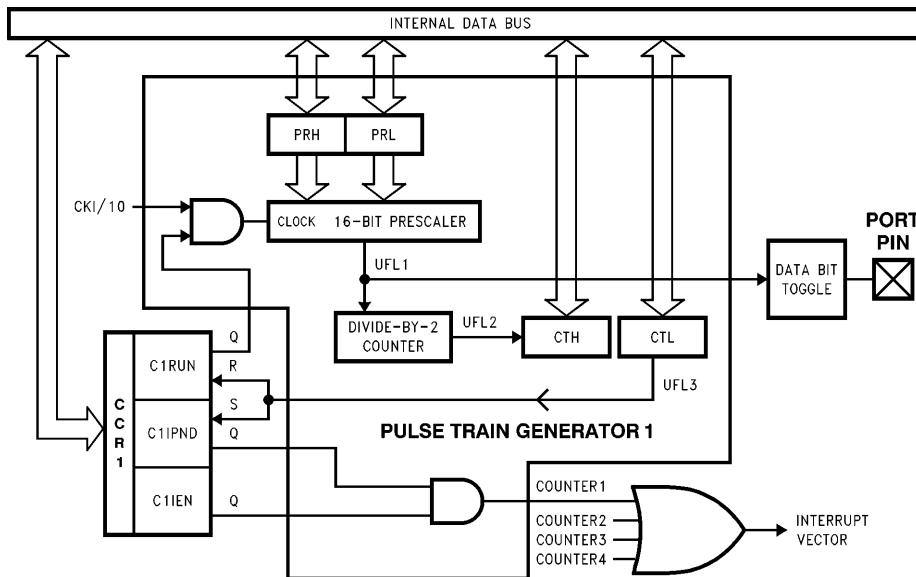 INTERNAL DATA BUS
PRH
PRL
CKI/10
CLOCK 16-BIT PRESCALER
PORT
PIN
UFL1
DATA BIT
TOGGLE
DIVIDE-BY-2
COUNTER
UFL2
CTH
CTL
Q
C1RUN
R
UFL3
CCR1
S
C1IPND
Q
PULSE TRAIN GENERATOR 1
C1IEN
Q
COUNTER1
COUNTER2
COUNTER3
COUNTER4
INTERRUPT
VECTOR